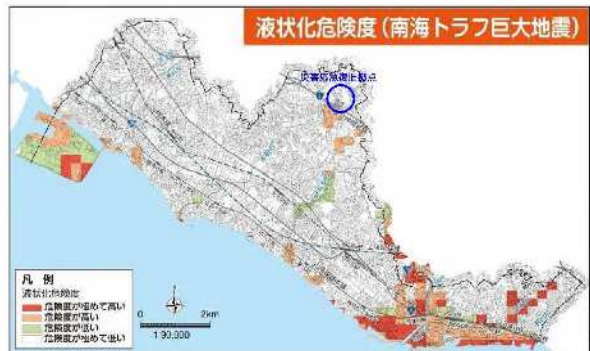 液状化危険度(南海トラフ巨大地震)
災害応急復旧拠点
凡 例
液状化危険度
危険度が極めて高い
危険度が高い
危険度が低い
危険度が極めて低い
0 2km
1:90,000